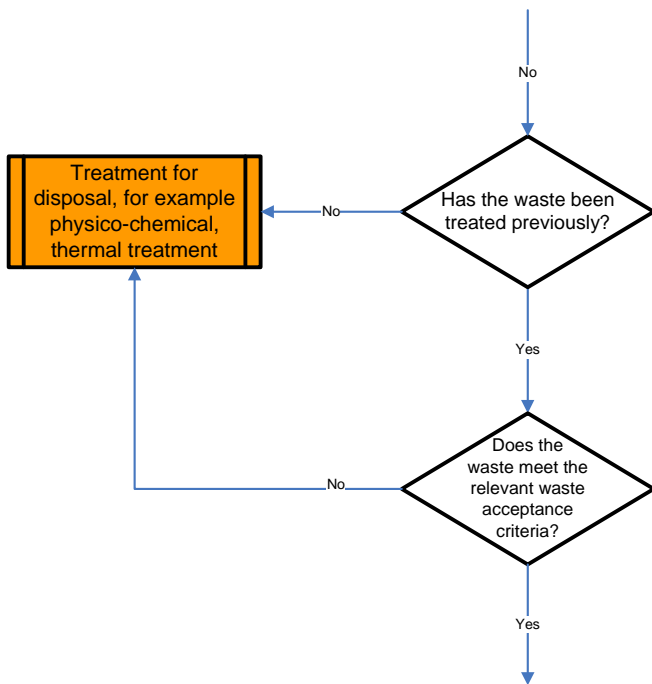 No
Treatment for
disposal, for example
physico-chemical,
thermal treatment
No
Has the waste been
treated previously?
Yes
Does the
waste meet the
relevant waste
acceptance
criteria?
No
Yes